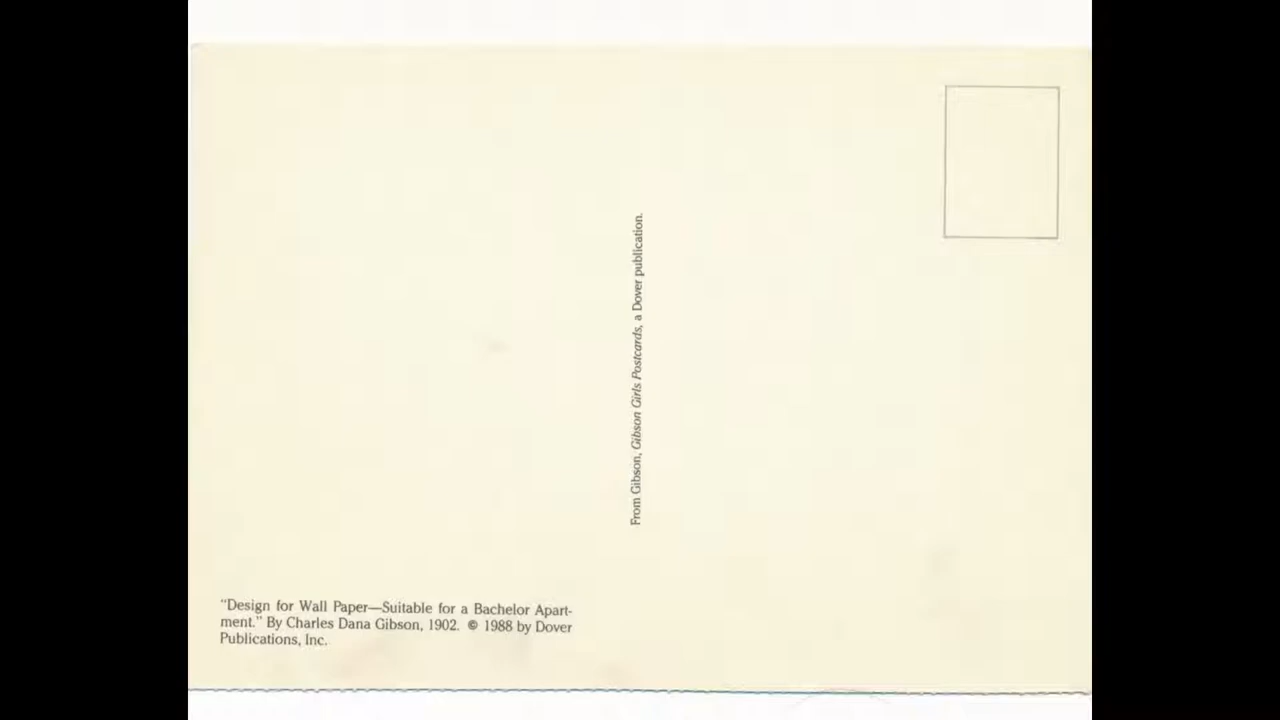 From Gibson, Gibson Girls Postcards, a Dover publication.
“Design for Wall Paper—Suitable for a Bachelor Apart-
ment.” By Charles Dana Gibson, 1902. © 1988 by Dover
Publications, Inc.